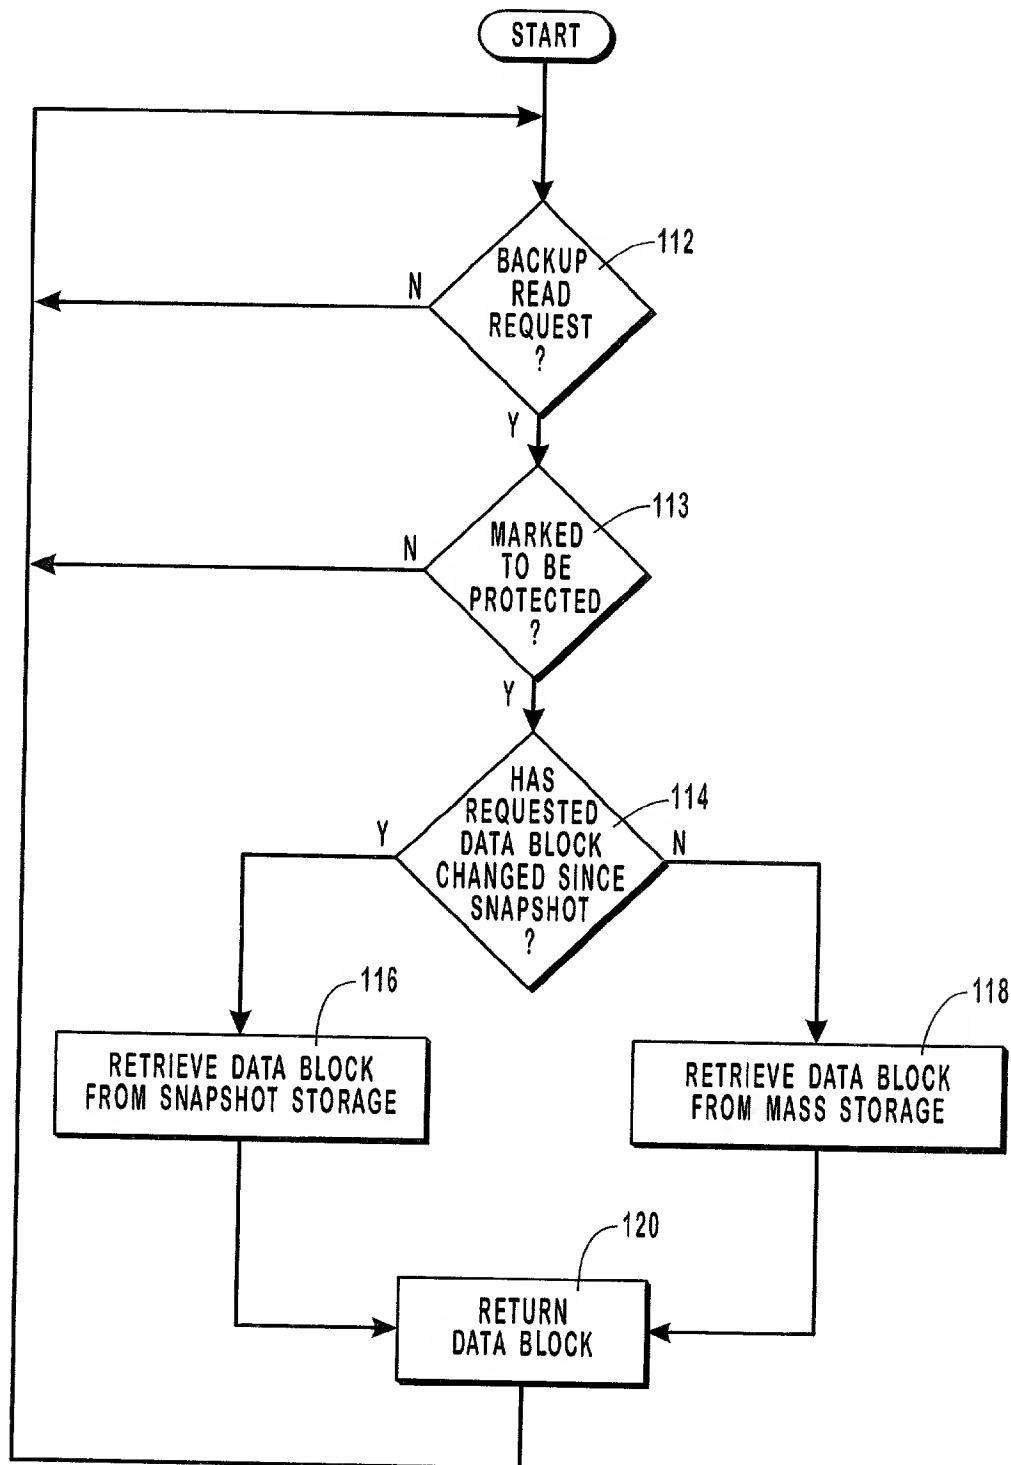 START
112
BACKUP
READ
REQUEST
?
N
Y
113
MARKED
TO BE
PROTECTED
?
N
Y
114
HAS
REQUESTED
DATA BLOCK
CHANGED SINCE
SNAPSHOT
?
Y
N
116
RETRIEVE DATA BLOCK
FROM SNAPSHOT STORAGE
118
RETRIEVE DATA BLOCK
FROM MASS STORAGE
120
RETURN
DATA BLOCK